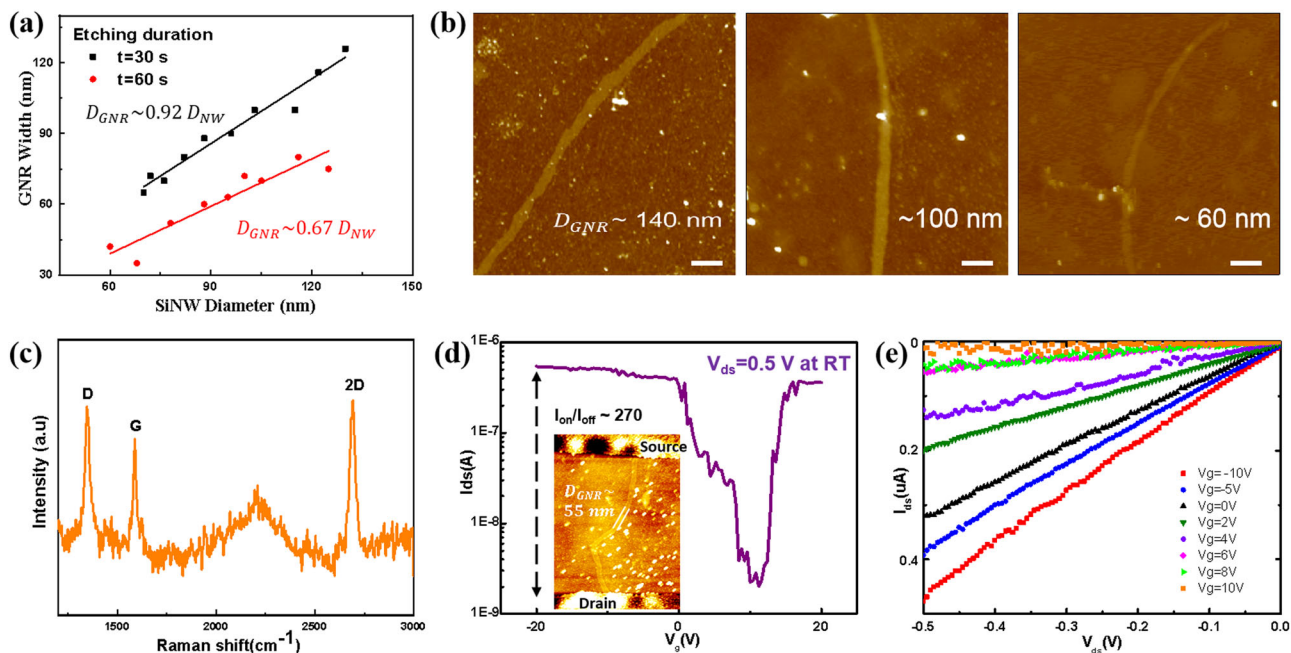 (a)
Etching duration
t=30 s
t=60 s
D_GNR~0.92 D_NW
D_GNR~0.67 D_NW
GNR Width (nm)
120
90
60
30
60
90
120
150
SiNW Diameter (nm)
(b)
D_GNR ~ 140 nm
~100 nm
~ 60 nm
(c)
D
G
2D
Intensity (a.u)
1500
2000
2500
3000
Raman shift(cm⁻¹)
(d)
V_ds=0.5 V at RT
I_on/I_off ~ 270
Source
D_GNR~
55 nm
Drain
Ids(A)
1E-6
1E-7
1E-8
1E-9
-20
0
20
V_g(V)
(e)
0
0.2
0.4
I_ds(uA)
Vg= -10V
Vg=-5V
Vg=0V
Vg=2V
Vg=4V
Vg=6V
Vg=8V
Vg=10V
-0.5
-0.4
-0.3
-0.2
-0.1
0.0
V_ds(V)